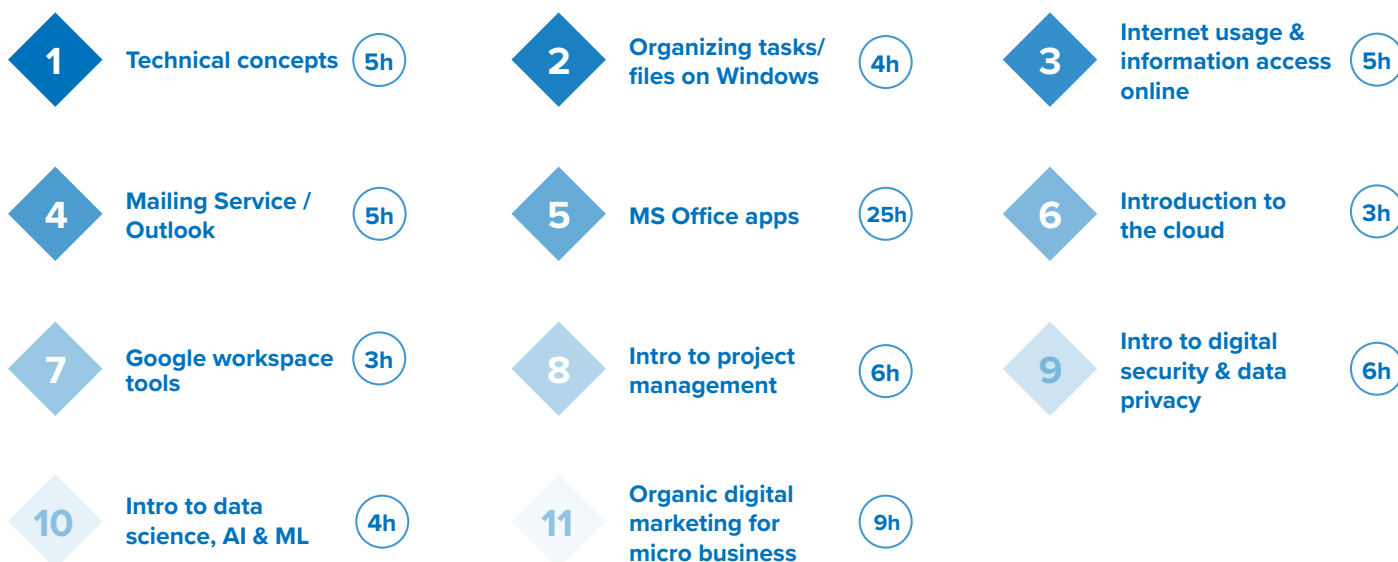 1
Technical concepts
5h
2
Organizing tasks/
files on Windows
4h
3
Internet usage &
information access
online
5h
4
Mailing Service /
Outlook
5h
5
MS Office apps
25h
6
Introduction to
the cloud
3h
7
Google workspace
tools
3h
8
Intro to project
management
6h
9
Intro to digital
security & data
privacy
6h
10
Intro to data
science, AI & ML
4h
11
Organic digital
marketing for
micro business
9h